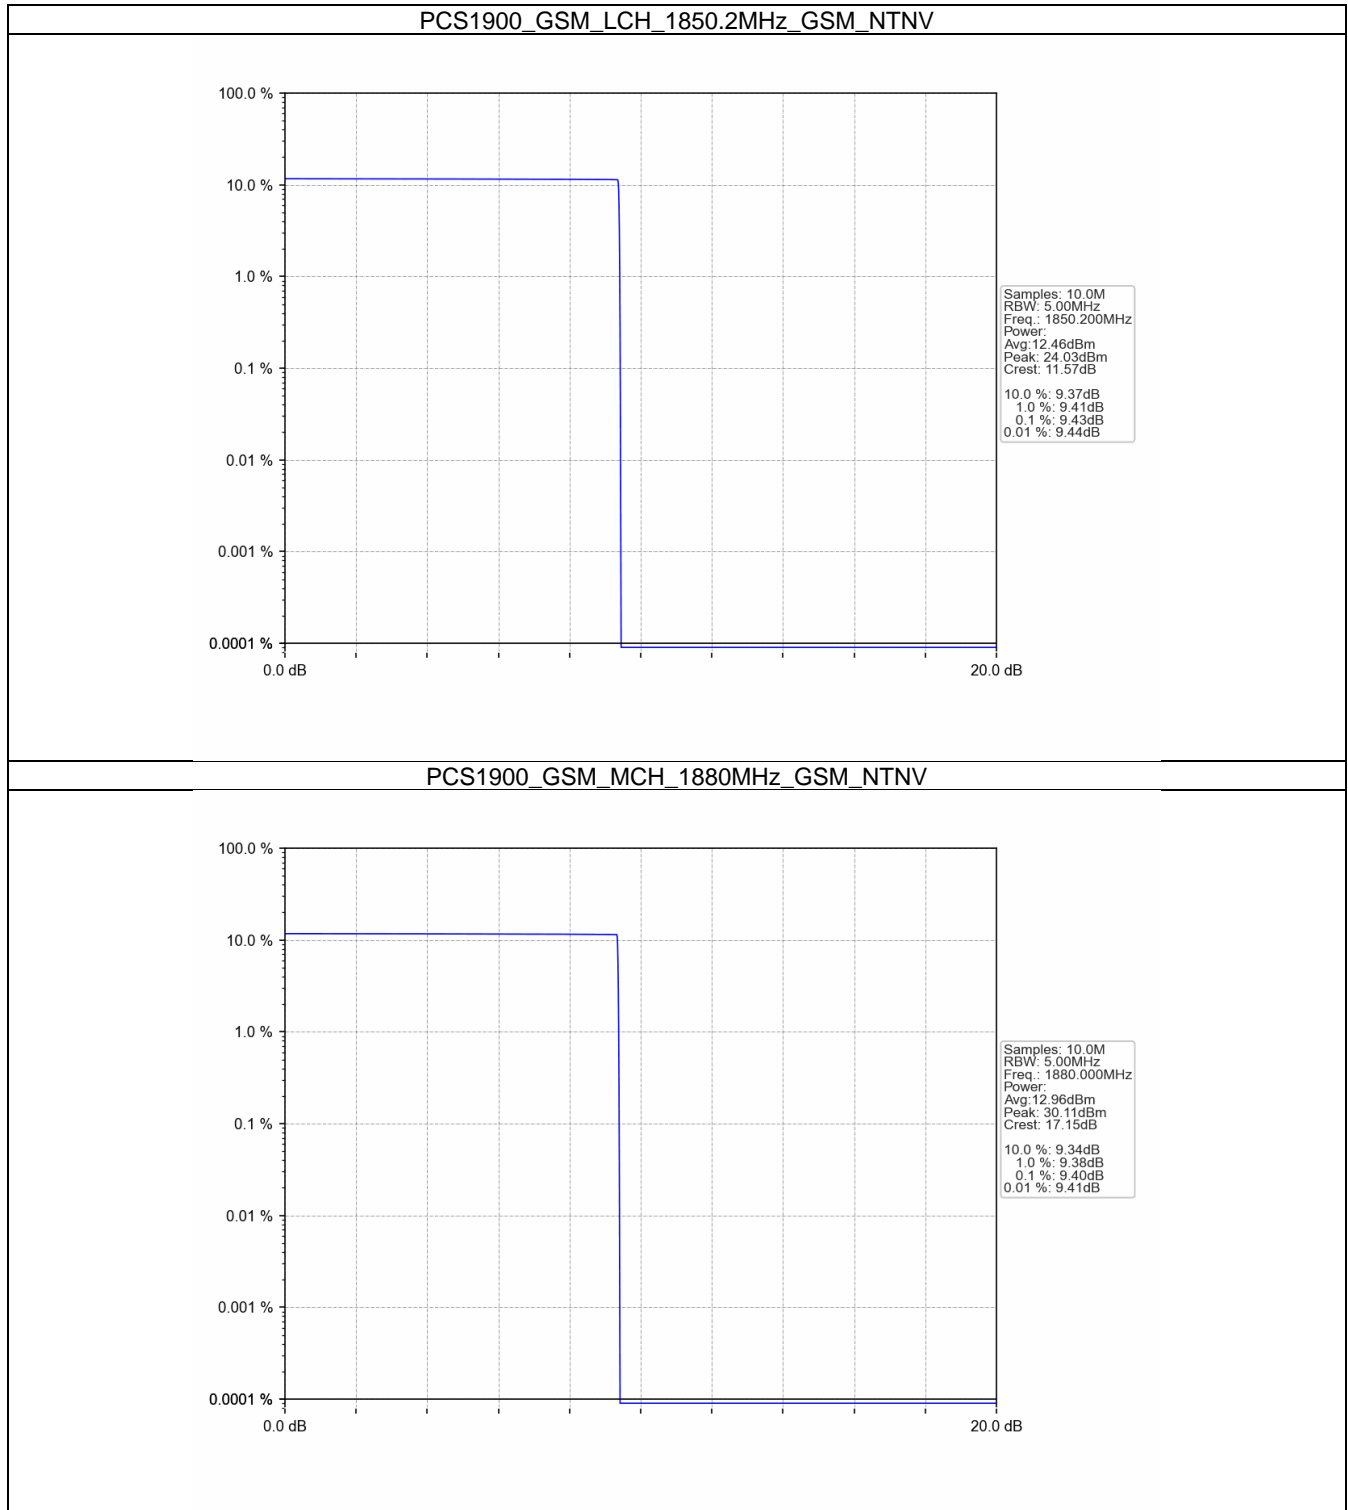 PCS1900_GSM_LCH_1850.2MHz_GSM_NTNV
100.0 %
10.0 %
1.0 %
0.1 %
0.01 %
0.001 %
0.0001 %
0.0 dB
20.0 dB
Samples: 10.0M
RBW: 5.00MHz
Freq.: 1850.200MHz
Power:
Avg:12.46dBm
Peak: 24.03dBm
Crest: 11.57dB
10.0 %: 9.37dB
1.0 %: 9.41dB
0.1 %: 9.43dB
0.01 %: 9.44dB
PCS1900_GSM_MCH_1880MHz_GSM_NTNV
100.0 %
10.0 %
1.0 %
0.1 %
0.01 %
0.001 %
0.0001 %
0.0 dB
20.0 dB
Samples: 10.0M
RBW: 5.00MHz
Freq.: 1880.000MHz
Power:
Avg:12.96dBm
Peak: 30.11dBm
Crest: 17.15dB
10.0 %: 9.34dB
1.0 %: 9.38dB
0.1 %: 9.40dB
0.01 %: 9.41dB